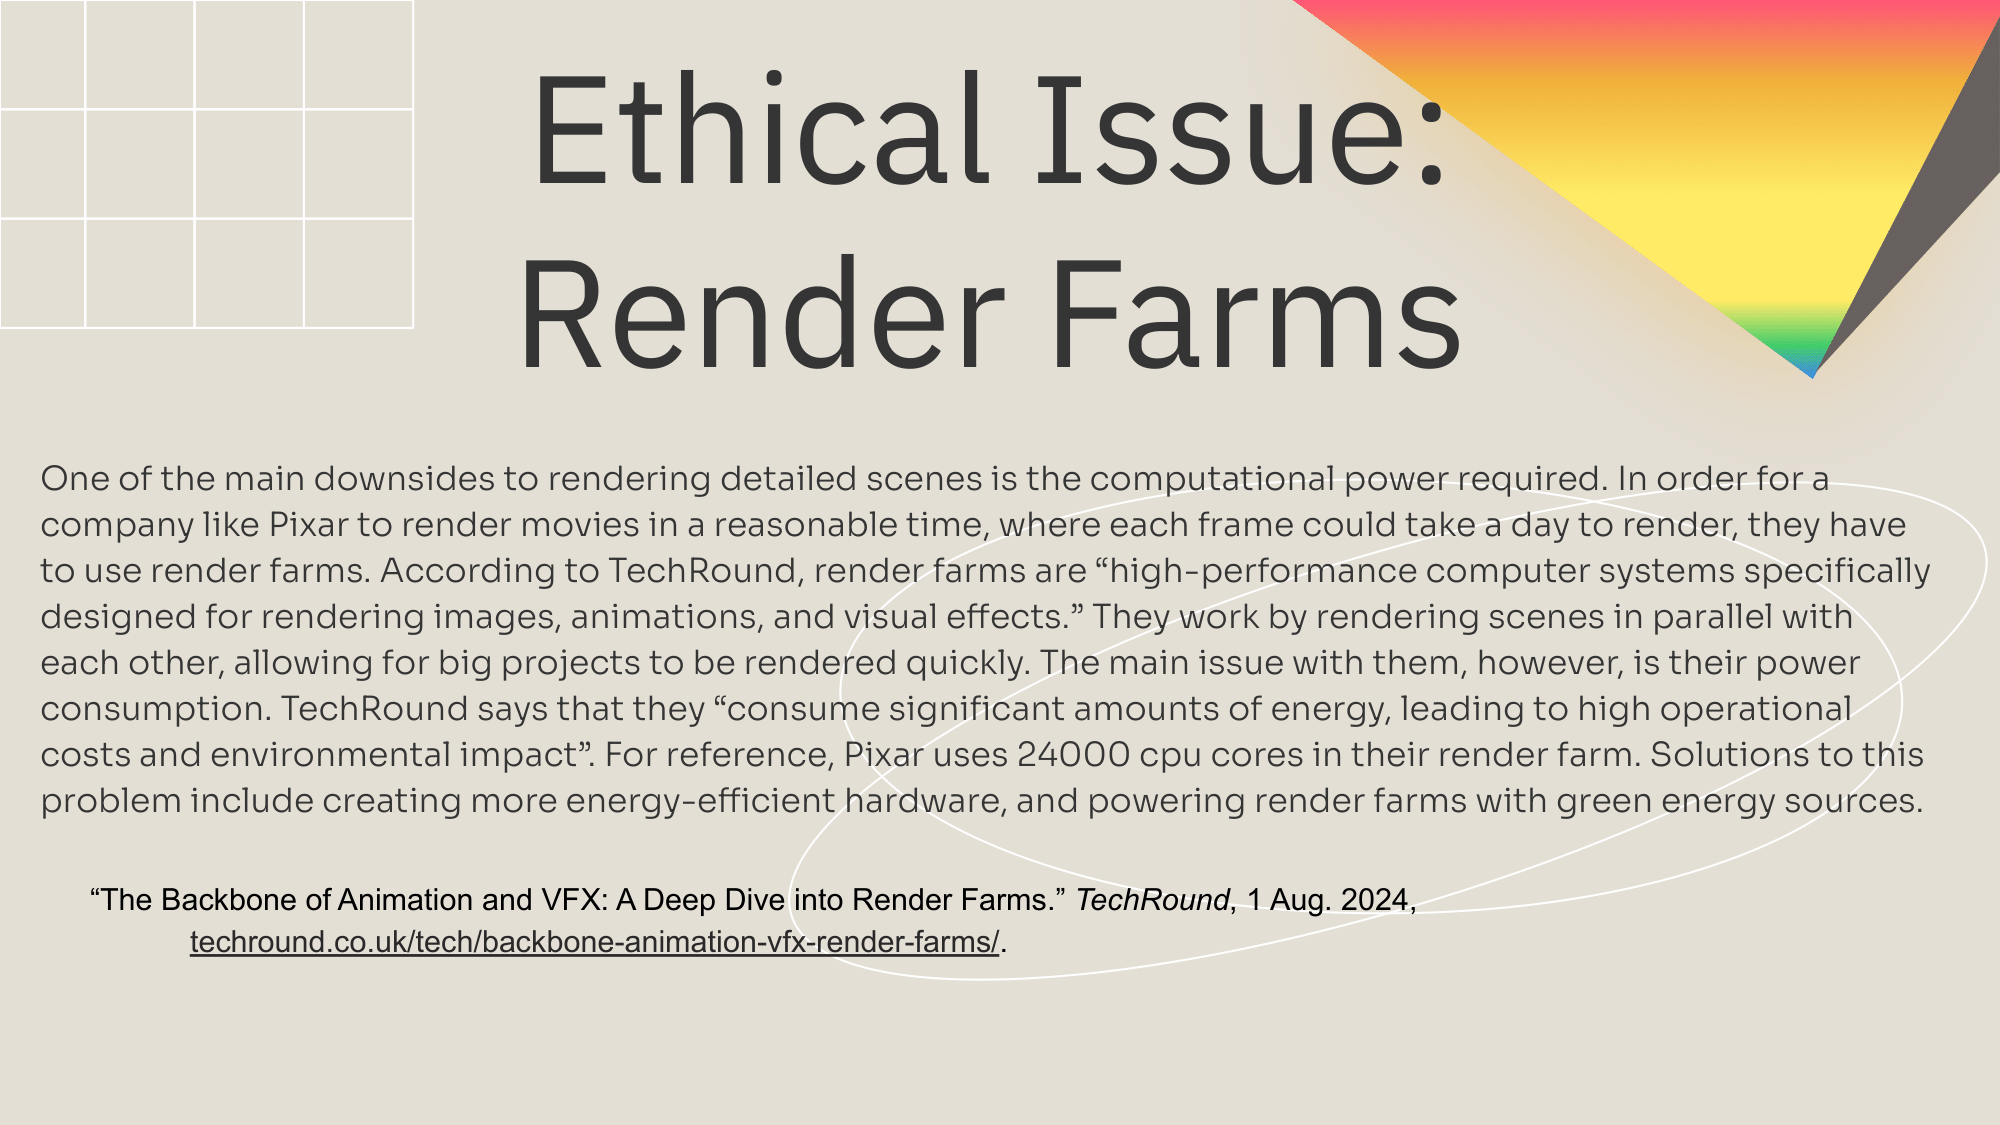 Ethical Issue:
Render Farms
One of the main downsides to rendering detailed scenes is the computational power required. In order for a
company like Pixar to render movies in a reasonable time, where each frame could take a day to render, they have
to use render farms. According to TechRound, render farms are “high-performance computer systems specifically
designed for rendering images, animations, and visual effects.” They work by rendering scenes in parallel with
each other, allowing for big projects to be rendered quickly. The main issue with them, however, is their power
consumption. TechRound says that they “consume significant amounts of energy, leading to high operational
costs and environmental impact”. For reference, Pixar uses 24000 cpu cores in their render farm. Solutions to this
problem include creating more energy-efficient hardware, and powering render farms with green energy sources.
“The Backbone of Animation and VFX: A Deep Dive into Render Farms.” TechRound, 1 Aug. 2024,
techround.co.uk/tech/backbone-animation-vfx-render-farms/.